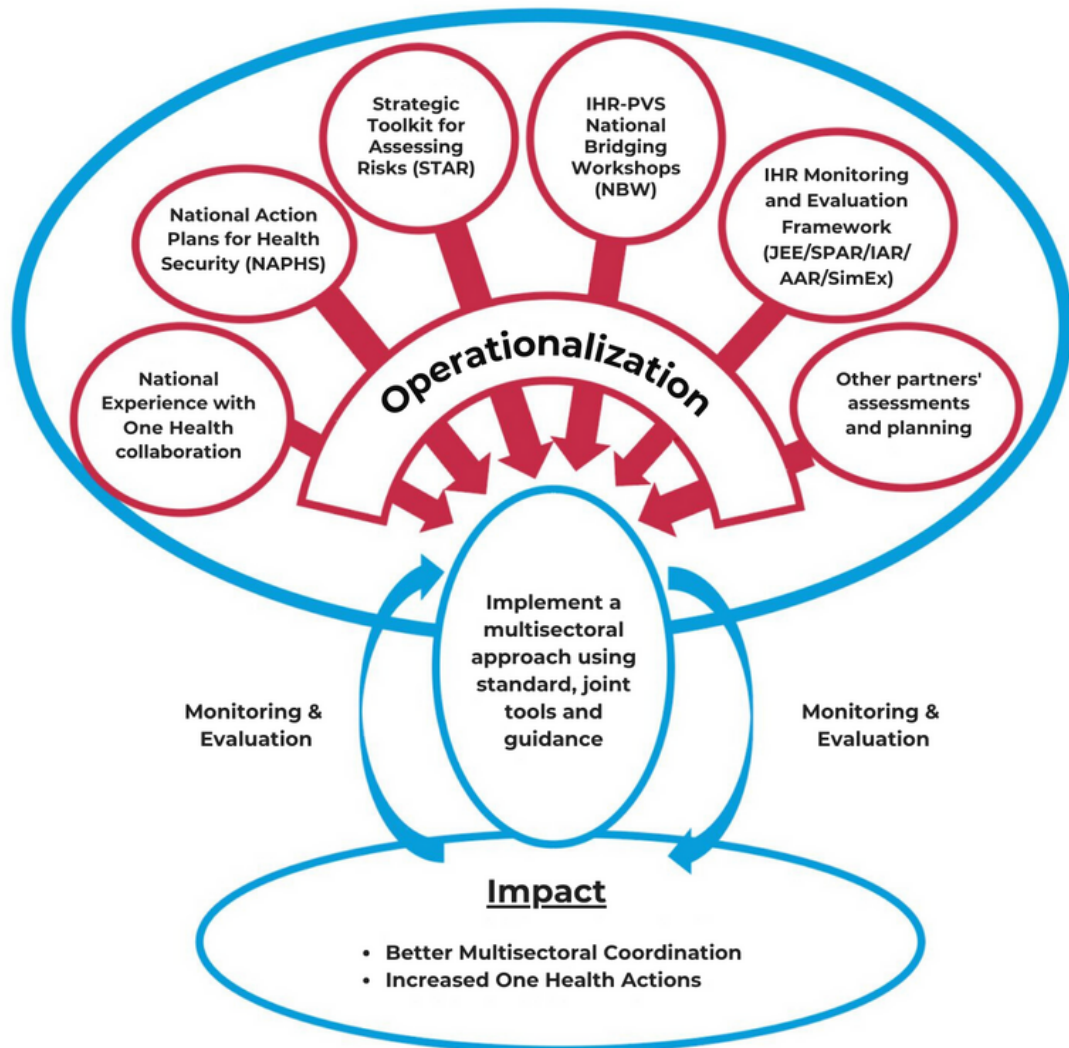 Strategic
Toolkit for
Assessing
Risks (STAR)
IHR-PVS
National
Bridging
Workshops
(NBW)
National Action
Plans for Health
Security (NAPHS)
IHR Monitoring
and Evaluation
Framework
(JEE/SPAR/IAR/
AAR/SimEx)
National
Experience with
One Health
collaboration
Other partners'
assessments
and planning
Operationalization
Implement a
multisectoral
approach using
standard, joint
tools and
guidance
Monitoring &
Evaluation
Monitoring &
Evaluation
Impact
• Better Multisectoral Coordination
• Increased One Health Actions